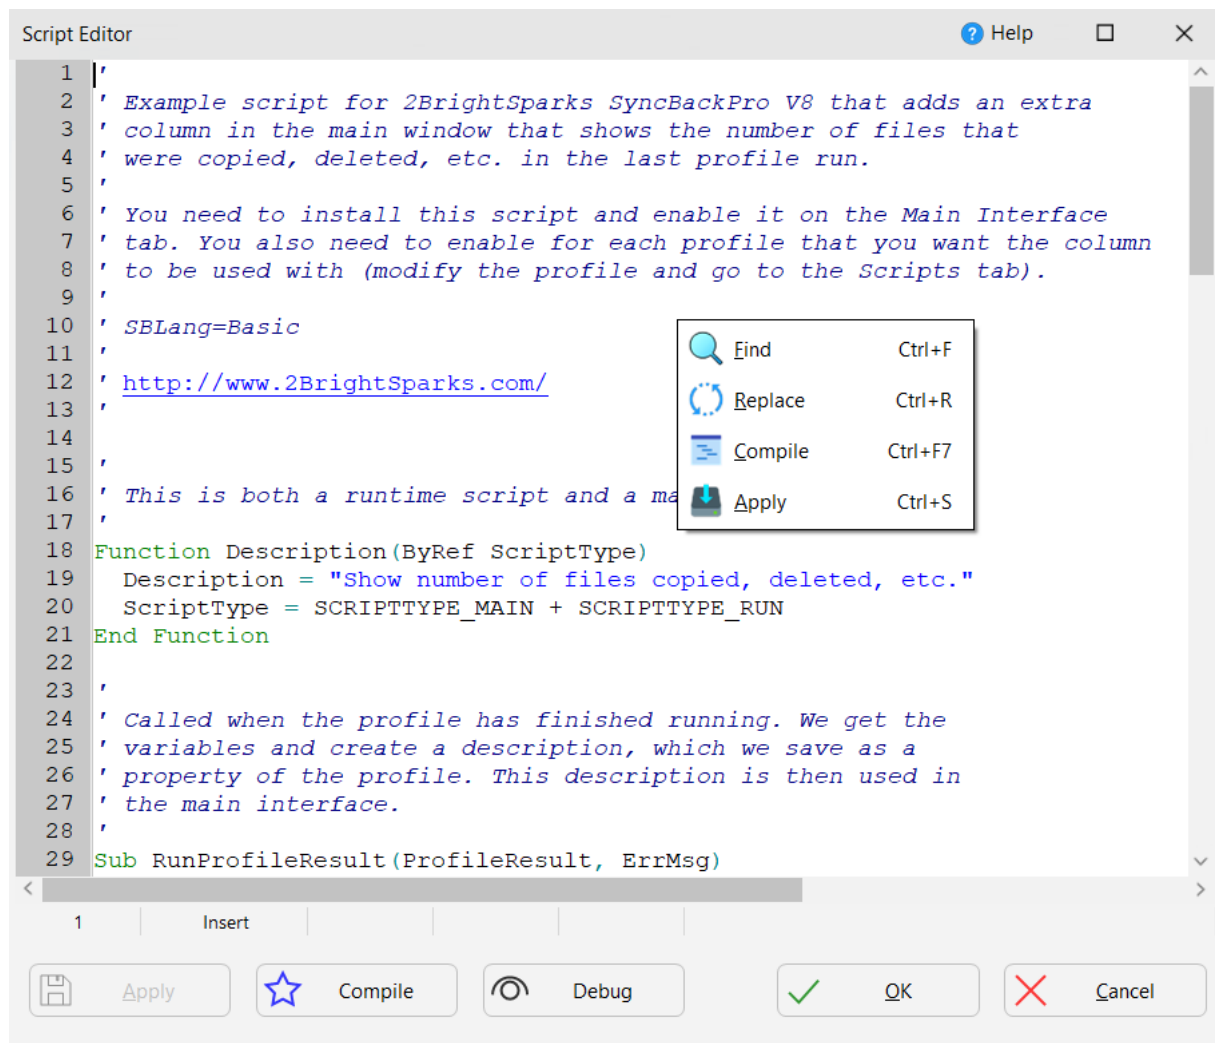 Script Editor
? Help
1 '
2 ' Example script for 2BrightSparks SyncBackPro V8 that adds an extra
3 ' column in the main window that shows the number of files that
4 ' were copied, deleted, etc. in the last profile run.
5 '
6 ' You need to install this script and enable it on the Main Interface
7 ' tab. You also need to enable for each profile that you want the column
8 ' to be used with (modify the profile and go to the Scripts tab).
9 '
10 ' SBLang=Basic
11 '
12 ' http://www.2BrightSparks.com/
13 '
14
15 '
16 ' This is both a runtime script and a ma
17 '
18 Function Description(ByRef ScriptType)
19 Description = "Show number of files copied, deleted, etc."
20 ScriptType = SCRIPTTYPE_MAIN + SCRIPTTYPE_RUN
21 End Function
22
23 '
24 ' Called when the profile has finished running. We get the
25 ' variables and create a description, which we save as a
26 ' property of the profile. This description is then used in
27 ' the main interface.
28 '
29 Sub RunProfileResult(ProfileResult, ErrMsg)
Find Ctrl+F
Replace Ctrl+R
Compile Ctrl+F7
Apply Ctrl+S
1 Insert
Apply Compile Debug OK Cancel